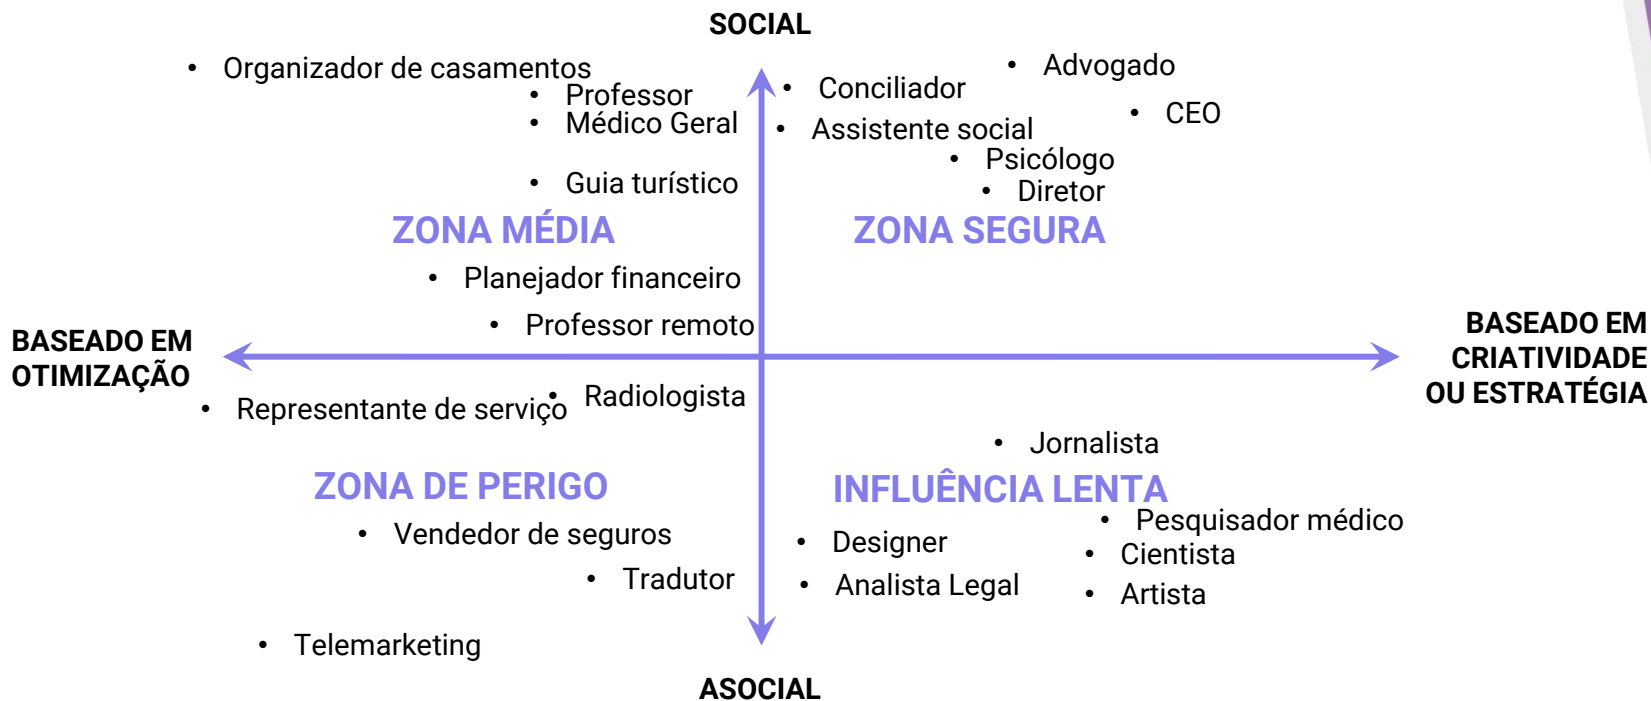 SOCIAL
• Organizador de casamentos
• Professor
• Médico Geral
• Guia turístico
ZONA MÉDIA
• Planejador financeiro
• Professor remoto
• Conciliador
• Advogado
• CEO
• Assistente social
• Psicólogo
• Diretor
ZONA SEGURA
BASEADO EM
OTIMIZAÇÃO
BASEADO EM
CRIATIVIDADE
OU ESTRATÉGIA
• Representante de serviço
• Radiologista
ZONA DE PERIGO
• Vendedor de seguros
• Tradutor
• Telemarketing
• Jornalista
INFLUÊNCIA LENTA
• Pesquisador médico
• Designer
• Cientista
• Analista Legal
• Artista
ASOCIAL